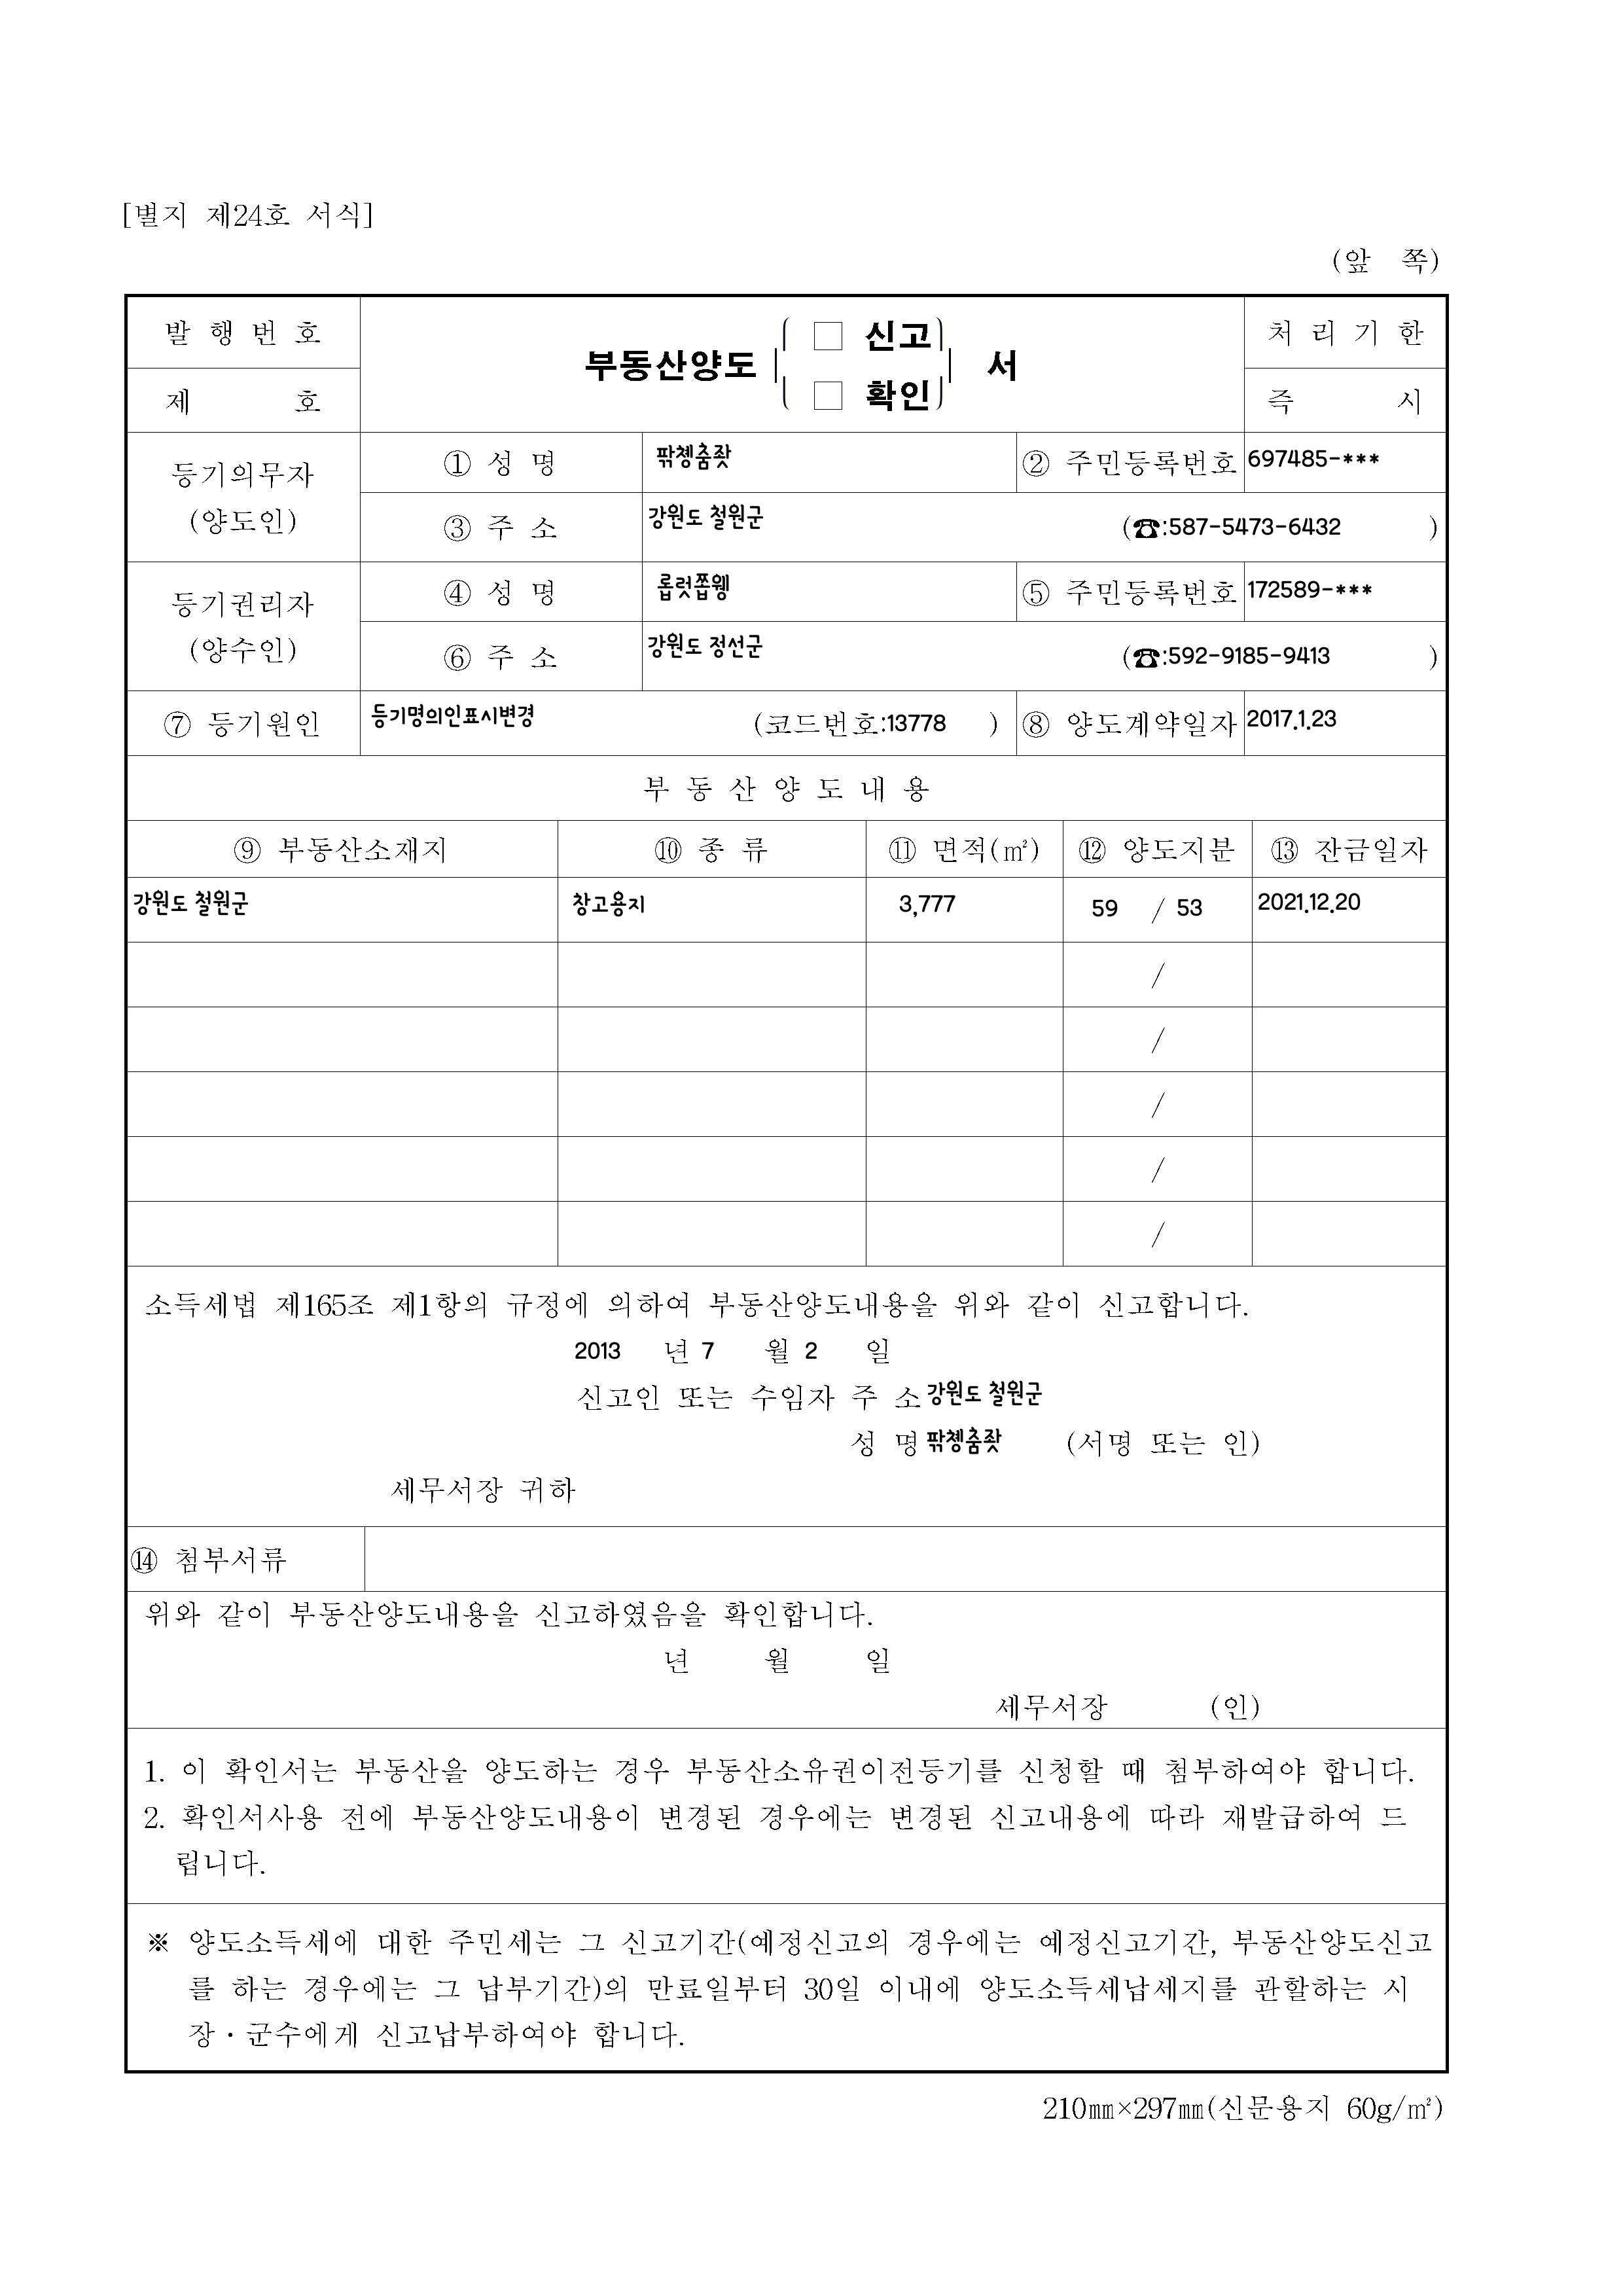 [별지 제24호 서식]
(앞 쪽)
발 행 번 호
제 호
부동산양도 □ 신고 □ 확인 서
처 리 기 한
즉 시
등기의무자
(양도인)
① 성 명 팎쳉춤좟 ② 주민등록번호 697485-***
③ 주 소 강원도 철원군 (☎:587-5473-6432 )
등기권리자
(양수인)
④ 성 명 롭럿쫍웽 ⑤ 주민등록번호 172589-***
⑥ 주 소 강원도 정선군 (☎:592-9185-9413 )
⑦ 등기원인 등기명의인표시변경 (코드번호:13778 ) ⑧ 양도계약일자 2017.1.23
부 동 산 양 도 내 용
⑨ 부동산소재지 ⑩ 종 류 ⑪ 면적(㎡) ⑫ 양도지분 ⑬ 잔금일자
강원도 철원군 창고용지 3,777 59 / 53 2021.12.20
/
/
/
/
/
소득세법 제165조 제1항의 규정에 의하여 부동산양도내용을 위와 같이 신고합니다.
2013 년 7 월 2 일
신고인 또는 수임자 주 소 강원도 철원군
성 명 팎쳉춤좟 (서명 또는 인)
세무서장 귀하
⑭ 첨부서류
위와 같이 부동산양도내용을 신고하였음을 확인합니다.
년 월 일
세무서장 (인)
1. 이 확인서는 부동산을 양도하는 경우 부동산소유권이전등기를 신청할 때 첨부하여야 합니다.
2. 확인서사용 전에 부동산양도내용이 변경된 경우에는 변경된 신고내용에 따라 재발급하여 드
립니다.
※ 양도소득세에 대한 주민세는 그 신고기간(예정신고의 경우에는 예정신고기간, 부동산양도신고
를 하는 경우에는 그 납부기간)의 만료일부터 30일 이내에 양도소득세납세지를 관할하는 시
장·군수에게 신고납부하여야 합니다.
210㎜×297㎜(신문용지 60g/㎡)